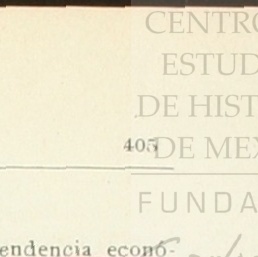 CENTRO
ESTUD
DE HIST
405
DE MEX
FUNDA
endencia econó-